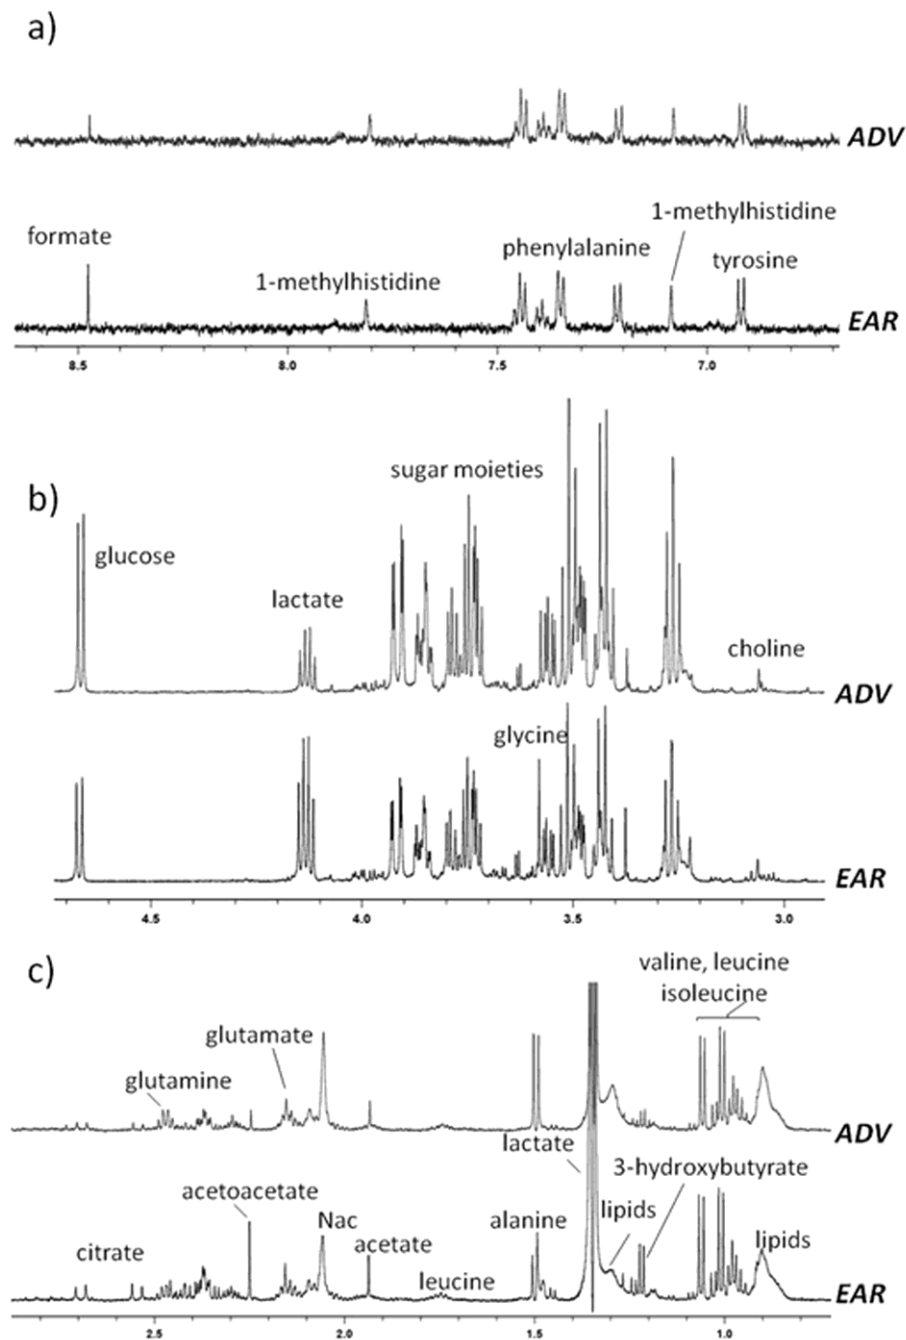 a)
ADV
1-methylhistidine
formate
phenylalanine
1-methylhistidine
tyrosine
EAR
8.5 8.0 7.5 7.0
b)
sugar moieties
glucose
lactate
choline
ADV
glycine
EAR
4.5 4.0 3.5 3.0
c)
valine, leucine
isoleucine
glutamate
glutamine
ADV
lactate
3-hydroxybutyrate
acetoacetate
lipids
Nac
alanine
citrate
acetate
lipids
leucine
EAR
2.5 2.0 1.5 1.0